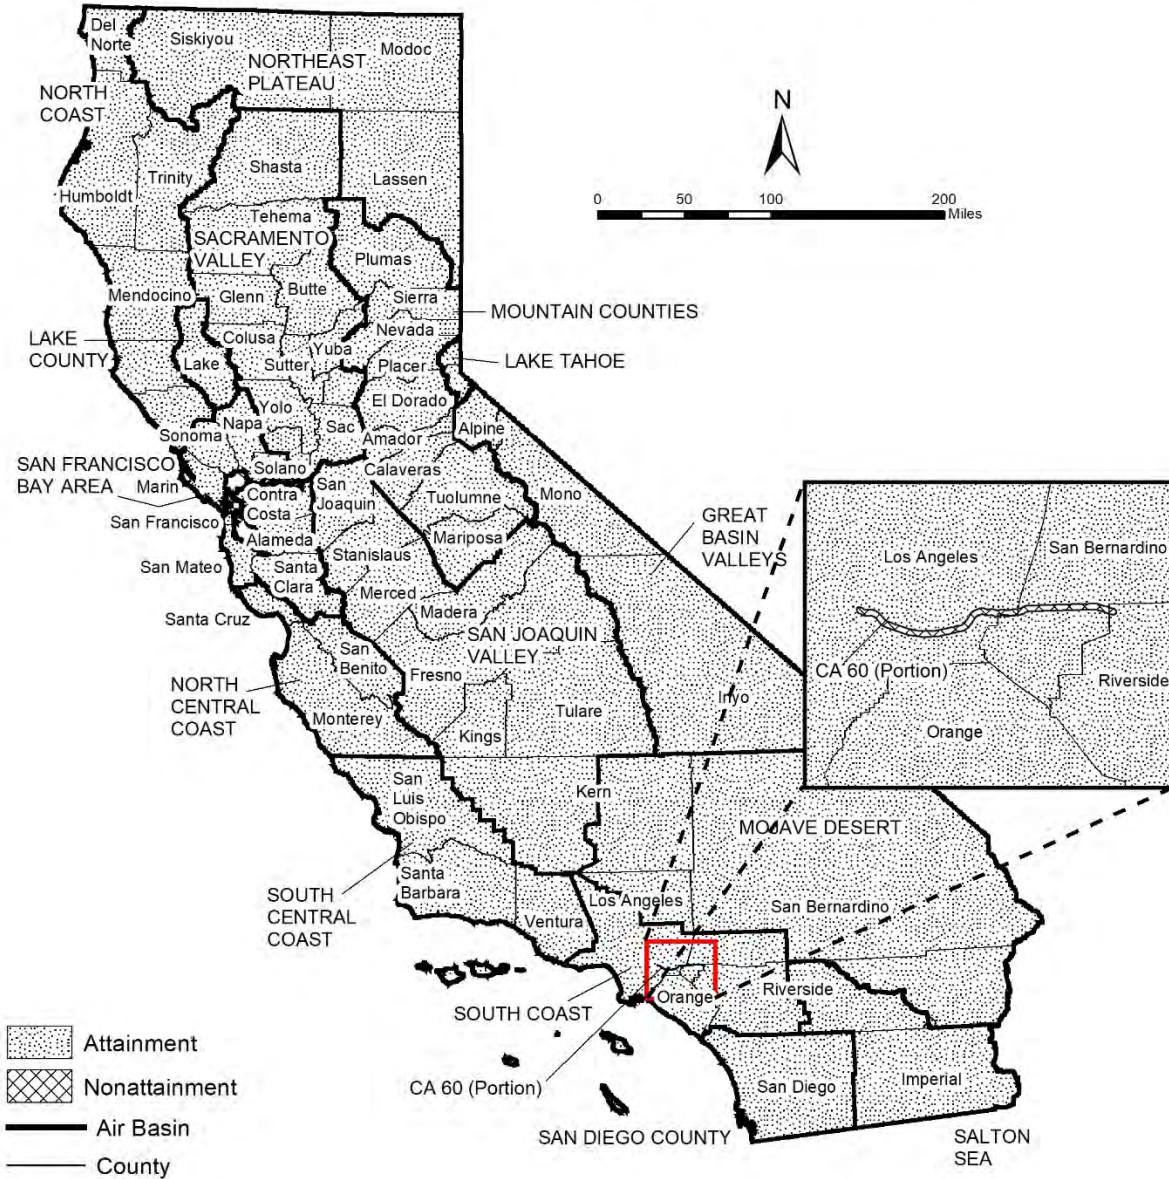 Del
Norte
Siskiyou
Modoc
NORTHEAST
PLATEAU
NORTH
COAST
N
Shasta
Trinity
Lassen
Humboldt
0 50 100 200
Miles
Tehema
SACRAMENTO
VALLEY
Plumas
Butte
Mendocino
Glenn
Sierra
MOUNTAIN COUNTIES
Nevada
LAKE
COUNTY
Colusa
Yuba
Lake
Sutter
Placer
LAKE TAHOE
El Dorado
Yolo
Napa
Sac
Alpine
Sonoma
Amador
SAN FRANCISCO
BAY AREA
Solano
Calaveras
Marin
San
Joaquin
Contra
Costa
Tuolumne
Mono
San Francisco
GREAT
BASIN
VALLEYS
Alameda
Mariposa
Stanislaus
San Mateo
Santa
Clara
Merced
Madera
Santa Cruz
SAN JOAQUIN
VALLEY
San
Benito
Fresno
NORTH
CENTRAL
COAST
Monterey
Inyo
Tulare
Kings
Los Angeles
San Bernardino
CA 60 (Portion)
Riverside
Orange
San
Luis
Obispo
Kern
MOJAVE DESERT
Santa
Barbara
SOUTH
CENTRAL
COAST
Ventura
Los Angeles
San Bernardino
Riverside
Orange
SOUTH COAST
CA 60 (Portion)
San Diego
Imperial
SAN DIEGO COUNTY
SALTON
SEA
Attainment
Nonattainment
Air Basin
County